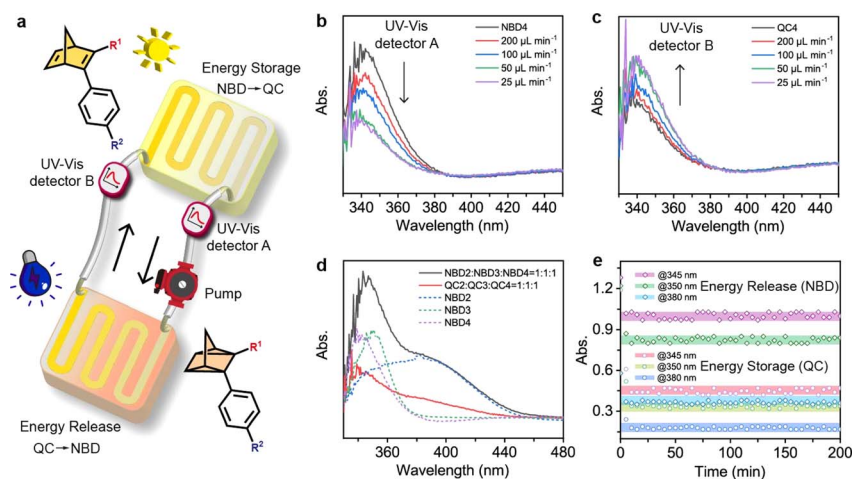 a
R¹
R²
Energy Storage
NBD→QC
UV-Vis
detector B
UV-Vis
detector A
Pump
R¹
R²
Energy Release
QC→NBD
b
UV-Vis
detector A
NBD4
200 µL min⁻¹
100 µL min⁻¹
50 µL min⁻¹
25 µL min⁻¹
Abs.
340 360 380 400 420 440
Wavelength (nm)
c
UV-Vis
detector B
QC4
200 µL min⁻¹
100 µL min⁻¹
50 µL min⁻¹
25 µL min⁻¹
Abs.
340 360 380 400 420 440
Wavelength (nm)
d
NBD2:NBD3:NBD4=1:1:1
QC2:QC3:QC4=1:1:1
NBD2
NBD3
NBD4
Abs.
360 400 440 480
Wavelength (nm)
e
@345 nm
@350 nm
@380 nm
Energy Release (NBD)
@345 nm
@350 nm
@380 nm
Energy Storage (QC)
Abs.
1.2
0.9
0.6
0.3
0 50 100 150 200
Time (min)